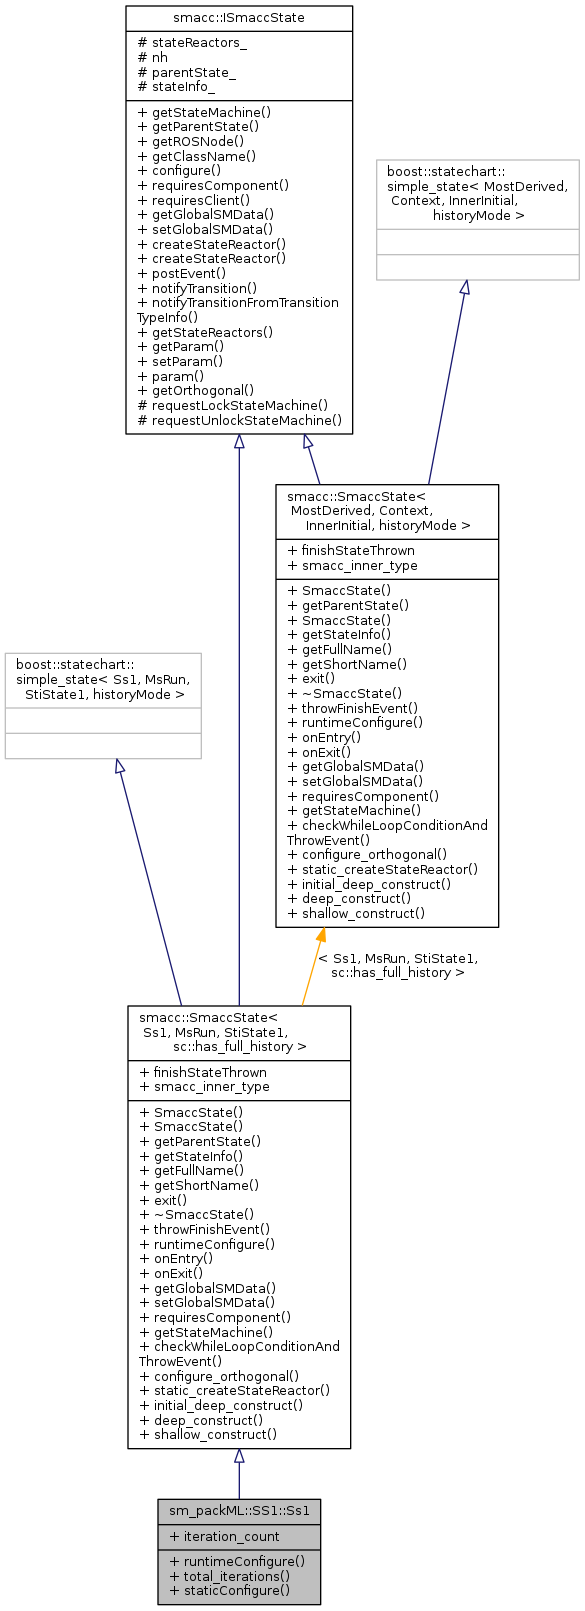 smacc::ISmaccState
# stateReactors_
# nh
# parentState_
# stateInfo_
+ getStateMachine()
+ getParentState()
+ getROSNode()
+ getClassName()
+ configure()
+ requiresComponent()
+ requiresClient()
+ getGlobalSMData()
+ setGlobalSMData()
+ createStateReactor()
+ createStateReactor()
+ postEvent()
+ notifyTransition()
+ notifyTransitionFromTransition
TypeInfo()
+ getStateReactors()
+ getParam()
+ setParam()
+ param()
+ getOrthogonal()
# requestLockStateMachine()
# requestUnlockStateMachine()
boost::statechart::
simple_state< MostDerived,
Context, InnerInitial,
historyMode >
smacc::SmaccState<
MostDerived, Context,
InnerInitial, historyMode >
+ finishStateThrown
+ smacc_inner_type
+ SmaccState()
+ getParentState()
+ SmaccState()
+ getStateInfo()
+ getFullName()
+ getShortName()
+ exit()
+ ~SmaccState()
+ throwFinishEvent()
+ runtimeConfigure()
+ onEntry()
+ onExit()
+ getGlobalSMData()
+ setGlobalSMData()
+ requiresComponent()
+ getStateMachine()
+ checkWhileLoopConditionAnd
ThrowEvent()
+ configure_orthogonal()
+ static_createStateReactor()
+ initial_deep_construct()
+ deep_construct()
+ shallow_construct()
boost::statechart::
simple_state< Ss1, MsRun,
StiState1, historyMode >
< Ss1, MsRun, StiState1,
sc::has_full_history >
smacc::SmaccState<
Ss1, MsRun, StiState1,
sc::has_full_history >
+ finishStateThrown
+ smacc_inner_type
+ SmaccState()
+ SmaccState()
+ getParentState()
+ getStateInfo()
+ getFullName()
+ getShortName()
+ exit()
+ ~SmaccState()
+ throwFinishEvent()
+ runtimeConfigure()
+ onEntry()
+ onExit()
+ getGlobalSMData()
+ setGlobalSMData()
+ requiresComponent()
+ getStateMachine()
+ checkWhileLoopConditionAnd
ThrowEvent()
+ configure_orthogonal()
+ static_createStateReactor()
+ initial_deep_construct()
+ deep_construct()
+ shallow_construct()
sm_packML::SS1::Ss1
+ iteration_count
+ runtimeConfigure()
+ total_iterations()
+ staticConfigure()